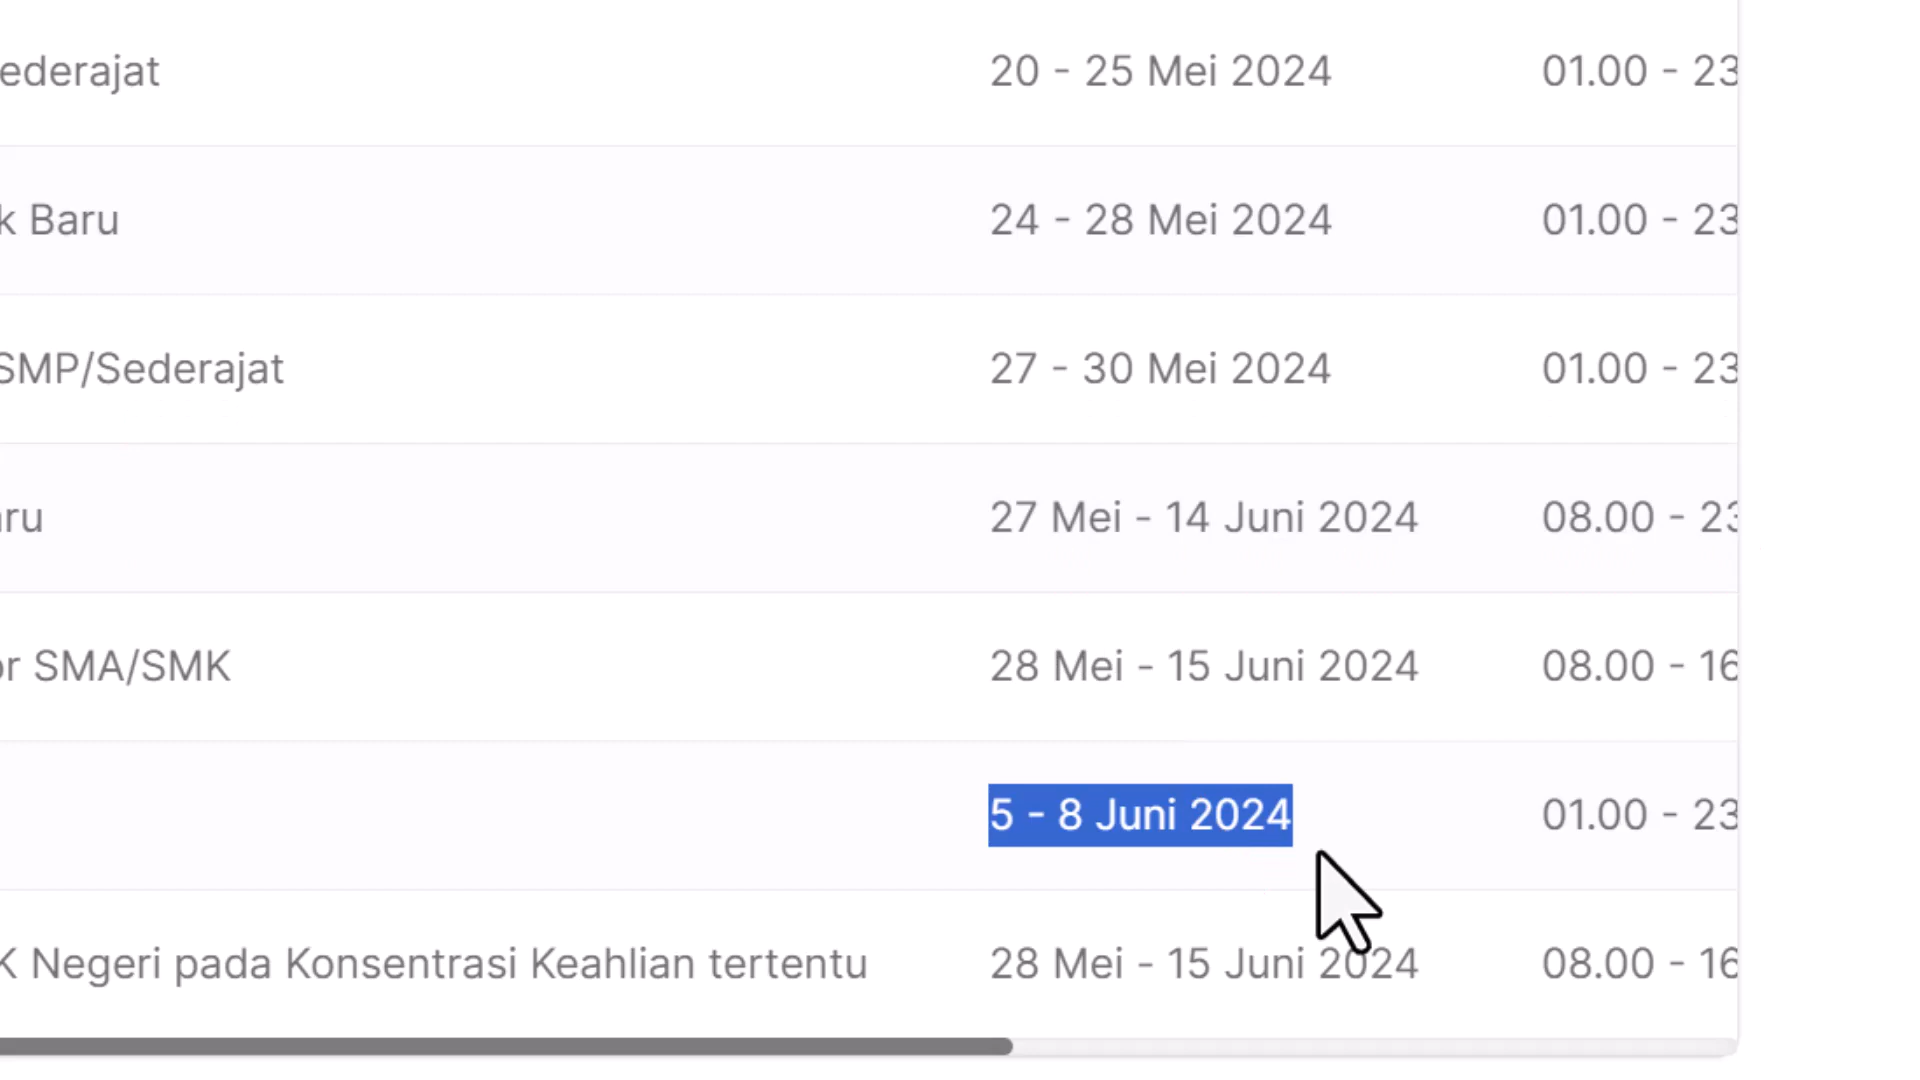 ederajat 20 - 25 Mei 2024 01.00 - 23
k Baru 24 - 28 Mei 2024 01.00 - 23
SMP/Sederajat 27 - 30 Mei 2024 01.00 - 23
aru 27 Mei - 14 Juni 2024 08.00 - 23
or SMA/SMK 28 Mei - 15 Juni 2024 08.00 - 16
5 - 8 Juni 2024 01.00 - 23
K Negeri pada Konsentrasi Keahlian tertentu 28 Mei - 15 Juni 2024 08.00 - 16